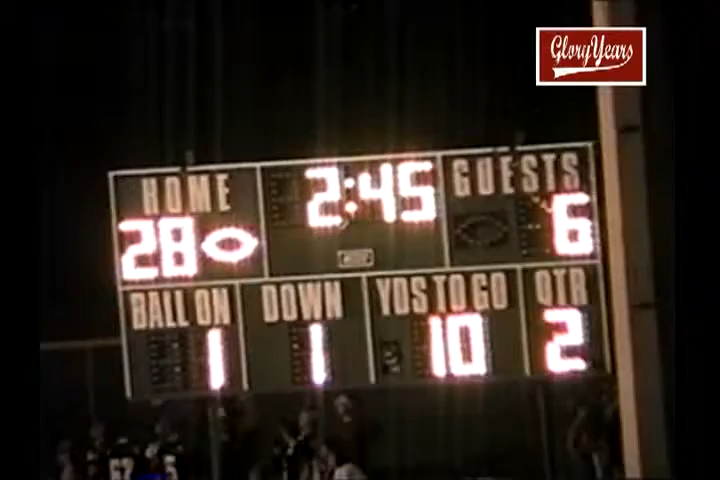 GloryYears
HOME 2:45 GUESTS
28 6
BALL ON DOWN YDS TO GO QTR
1 1 10 2